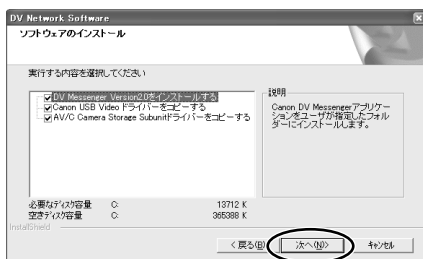 DV Network Software
ソフトウェアのインストール
実行する内容を選択してください
DV Messenger Version2.0をインストールする
Canon USB Video ドライバーをコピーする
AV/C Camera Storage Subunitドライバーをコピーする
説明
Canon DV Messengerアプリケー
ションをユーザが指定したフォル
ダーにインストールします。
必要なディスク容量 C: 13712 K
空きディスク容量 C: 365388 K
InstallShield
< 戻る(B) 次へ(N)> キャンセル